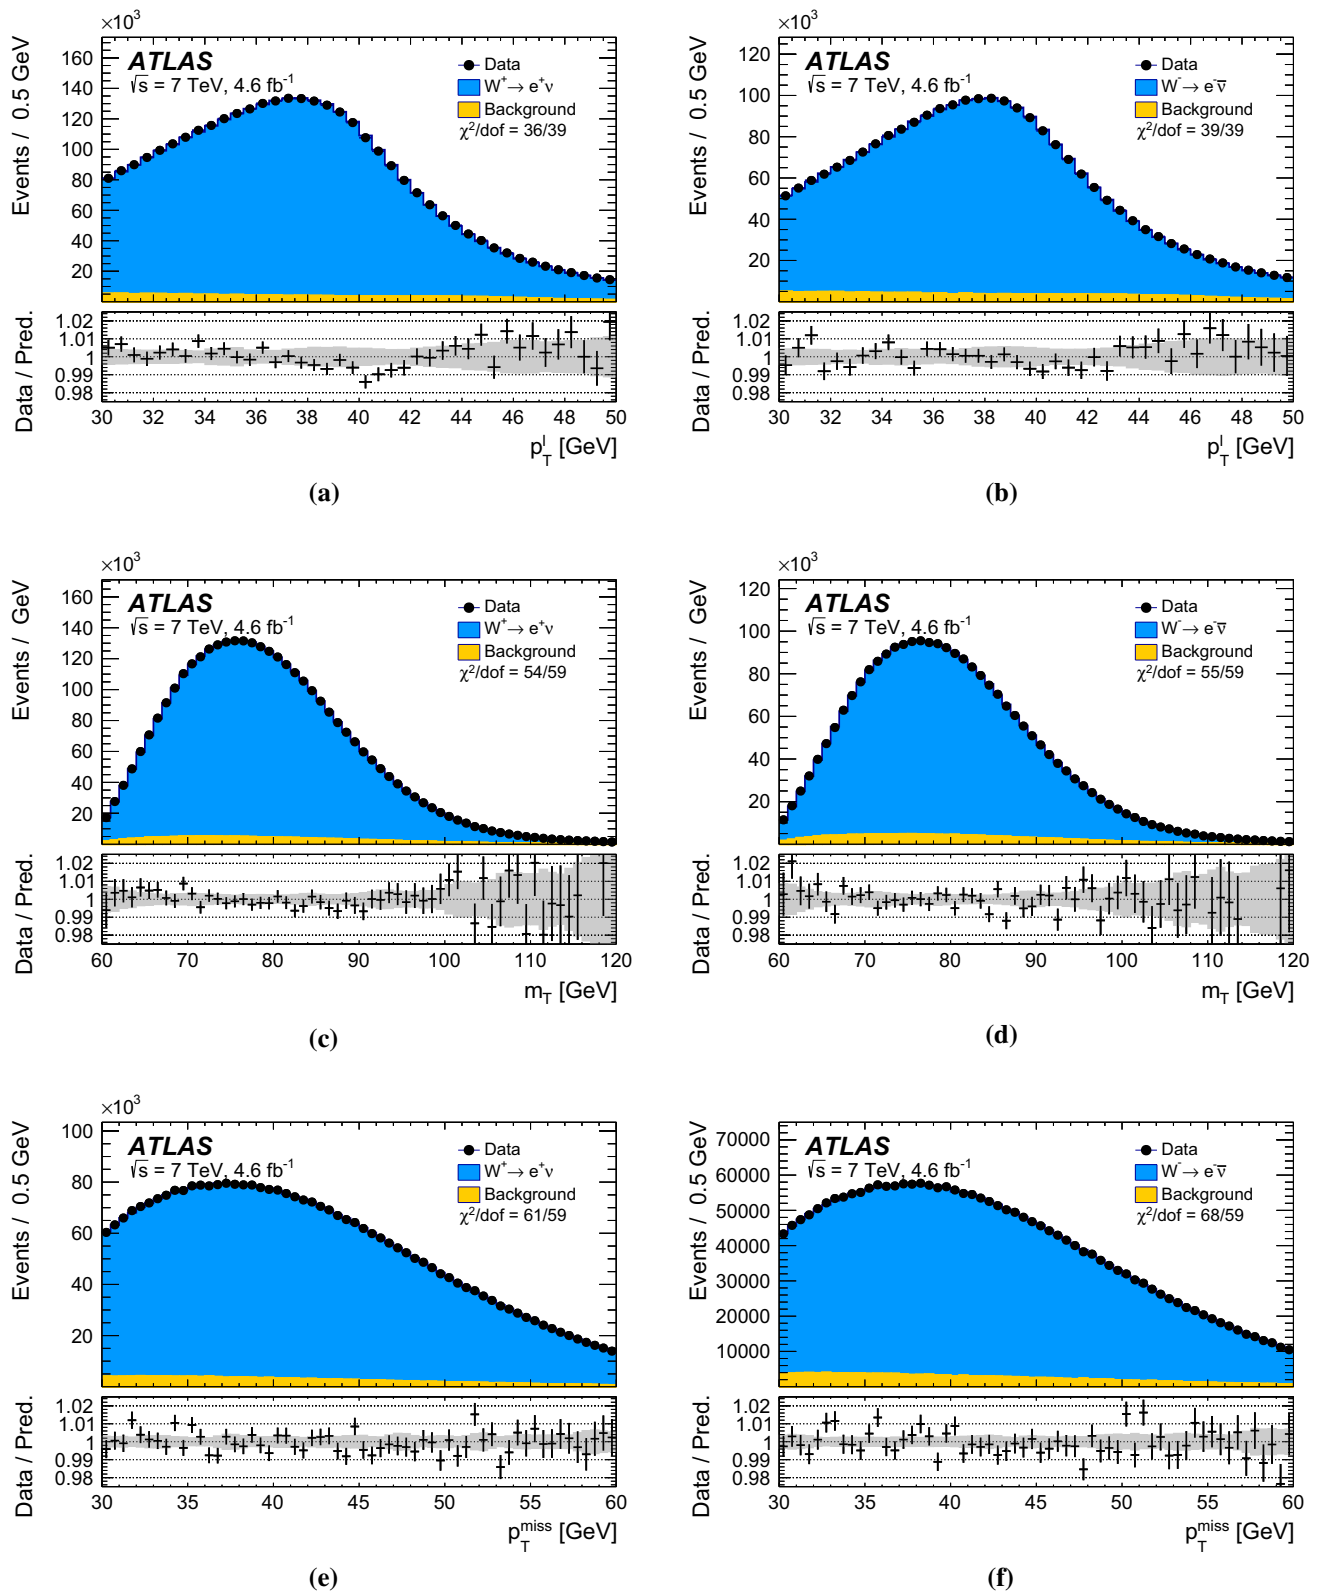 ×10³
Events / 0.5 GeV
160
140
120
100
80
60
40
20
ATLAS
√s = 7 TeV, 4.6 fb⁻¹
Data
W⁺ → e⁺ν
Background
χ²/dof = 36/39
Data / Pred.
1.02
1.01
1
0.99
0.98
30 32 34 36 38 40 42 44 46 48 50
p_T^l [GeV]
(a)
×10³
Events / 0.5 GeV
120
100
80
60
40
20
ATLAS
√s = 7 TeV, 4.6 fb⁻¹
Data
W⁻ → e⁻ν̅
Background
χ²/dof = 39/39
Data / Pred.
1.02
1.01
1
0.99
0.98
30 32 34 36 38 40 42 44 46 48 50
p_T^l [GeV]
(b)
×10³
Events / GeV
160
140
120
100
80
60
40
20
ATLAS
√s = 7 TeV, 4.6 fb⁻¹
Data
W⁺ → e⁺ν
Background
χ²/dof = 54/59
Data / Pred.
1.02
1.01
1
0.99
0.98
60 70 80 90 100 110 120
m_T [GeV]
(c)
×10³
Events / GeV
120
100
80
60
40
20
ATLAS
√s = 7 TeV, 4.6 fb⁻¹
Data
W⁻ → e⁻ν̅
Background
χ²/dof = 55/59
Data / Pred.
1.02
1.01
1
0.99
0.98
60 70 80 90 100 110 120
m_T [GeV]
(d)
×10³
Events / 0.5 GeV
100
80
60
40
20
ATLAS
√s = 7 TeV, 4.6 fb⁻¹
Data
W⁺ → e⁺ν
Background
χ²/dof = 61/59
Data / Pred.
1.02
1.01
1
0.99
0.98
30 35 40 45 50 55 60
p_T^miss [GeV]
(e)
Events / 0.5 GeV
70000
60000
50000
40000
30000
20000
10000
ATLAS
√s = 7 TeV, 4.6 fb⁻¹
Data
W⁻ → e⁻ν̅
Background
χ²/dof = 68/59
Data / Pred.
1.02
1.01
1
0.99
0.98
30 35 40 45 50 55 60
p_T^miss [GeV]
(f)